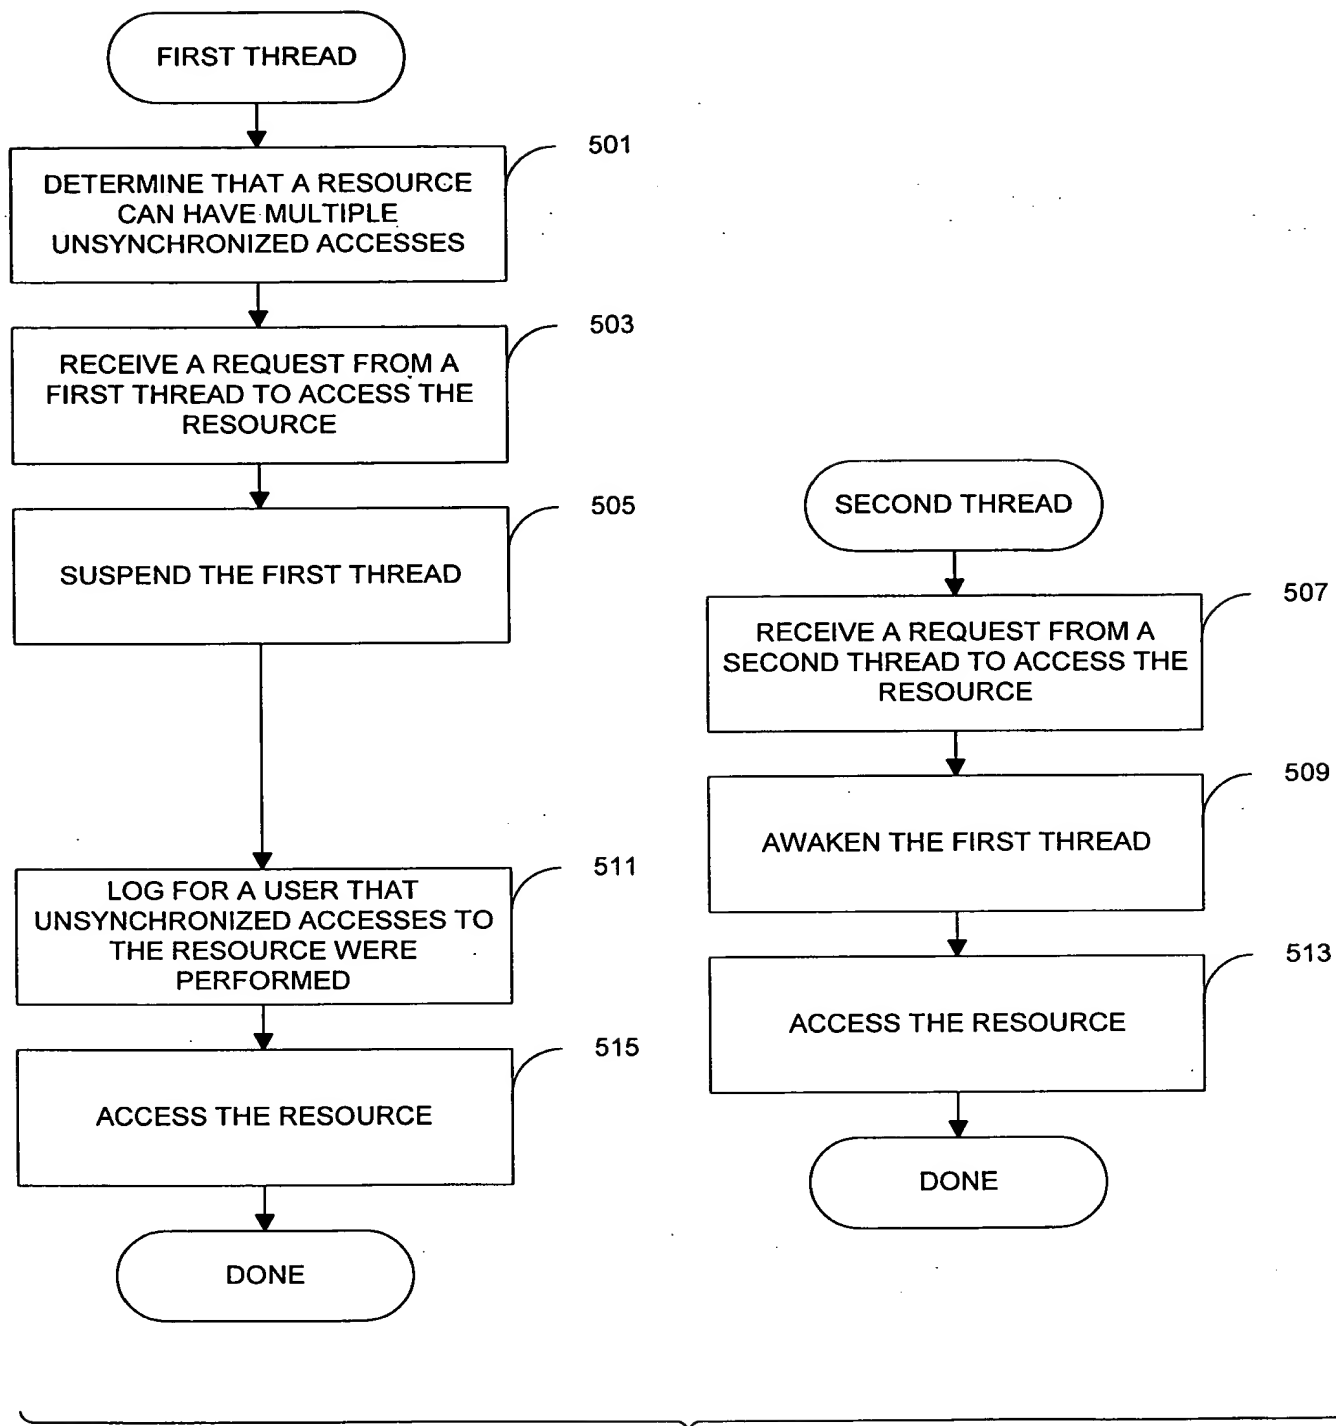 FIRST THREAD
501
DETERMINE THAT A RESOURCE
CAN HAVE MULTIPLE
UNSYNCHRONIZED ACCESSES
503
RECEIVE A REQUEST FROM A
FIRST THREAD TO ACCESS THE
RESOURCE
505
SUSPEND THE FIRST THREAD
511
LOG FOR A USER THAT
UNSYNCHRONIZED ACCESSES TO
THE RESOURCE WERE
PERFORMED
515
ACCESS THE RESOURCE
DONE
SECOND THREAD
507
RECEIVE A REQUEST FROM A
SECOND THREAD TO ACCESS THE
RESOURCE
509
AWAKEN THE FIRST THREAD
513
ACCESS THE RESOURCE
DONE